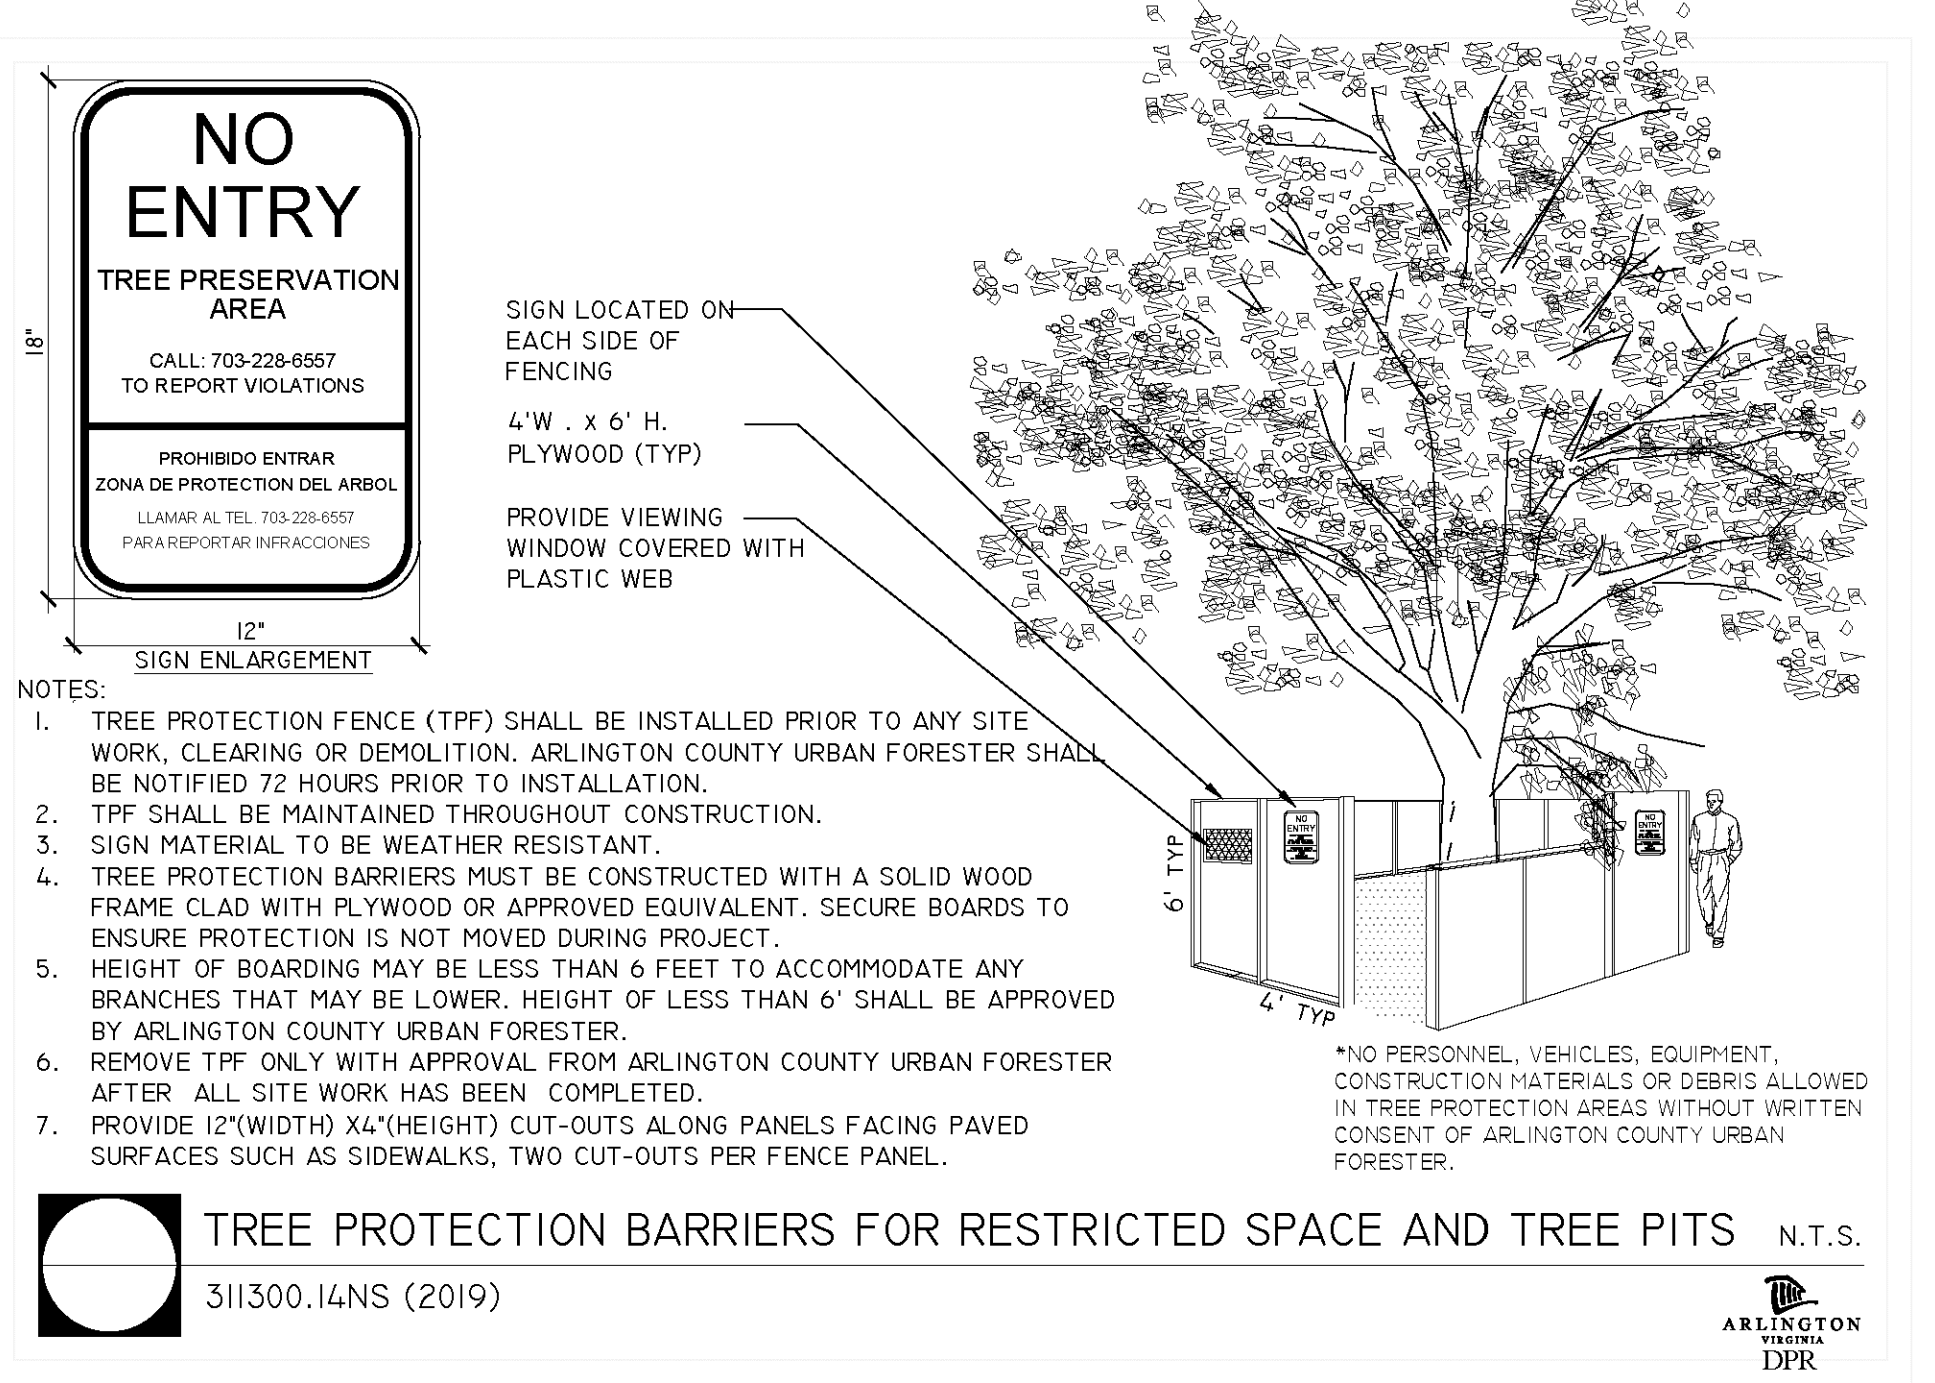 NO
ENTRY
TREE PRESERVATION
AREA
CALL: 703-228-6557
TO REPORT VIOLATIONS
PROHIBIDO ENTRAR
ZONA DE PROTECTION DEL ARBOL
LLAMAR AL TEL. 703-228-6557
PARA REPORTAR INFRACCIONES
18"
12"
SIGN ENLARGEMENT
SIGN LOCATED ON
EACH SIDE OF
FENCING
4'W . X 6' H.
PLYWOOD (TYP)
PROVIDE VIEWING
WINDOW COVERED WITH
PLASTIC WEB
NOTES:
1. TREE PROTECTION FENCE (TPF) SHALL BE INSTALLED PRIOR TO ANY SITE
WORK, CLEARING OR DEMOLITION. ARLINGTON COUNTY URBAN FORESTER SHALL
BE NOTIFIED 72 HOURS PRIOR TO INSTALLATION.
2. TPF SHALL BE MAINTAINED THROUGHOUT CONSTRUCTION.
3. SIGN MATERIAL TO BE WEATHER RESISTANT.
4. TREE PROTECTION BARRIERS MUST BE CONSTRUCTED WITH A SOLID WOOD
FRAME CLAD WITH PLYWOOD OR APPROVED EQUIVALENT. SECURE BOARDS TO
ENSURE PROTECTION IS NOT MOVED DURING PROJECT.
5. HEIGHT OF BOARDING MAY BE LESS THAN 6 FEET TO ACCOMMODATE ANY
BRANCHES THAT MAY BE LOWER. HEIGHT OF LESS THAN 6' SHALL BE APPROVED
BY ARLINGTON COUNTY URBAN FORESTER.
6. REMOVE TPF ONLY WITH APPROVAL FROM ARLINGTON COUNTY URBAN FORESTER
AFTER ALL SITE WORK HAS BEEN COMPLETED.
7. PROVIDE 12"(WIDTH) X4"(HEIGHT) CUT-OUTS ALONG PANELS FACING PAVED
SURFACES SUCH AS SIDEWALKS, TWO CUT-OUTS PER FENCE PANEL.
6' TYP
4' TYP
NO
ENTRY
NO
ENTRY
*NO PERSONNEL, VEHICLES, EQUIPMENT,
CONSTRUCTION MATERIALS OR DEBRIS ALLOWED
IN TREE PROTECTION AREAS WITHOUT WRITTEN
CONSENT OF ARLINGTON COUNTY URBAN
FORESTER.
TREE PROTECTION BARRIERS FOR RESTRICTED SPACE AND TREE PITS N.T.S.
311300.14NS (2019)
ARLINGTON
VIRGINIA
DPR